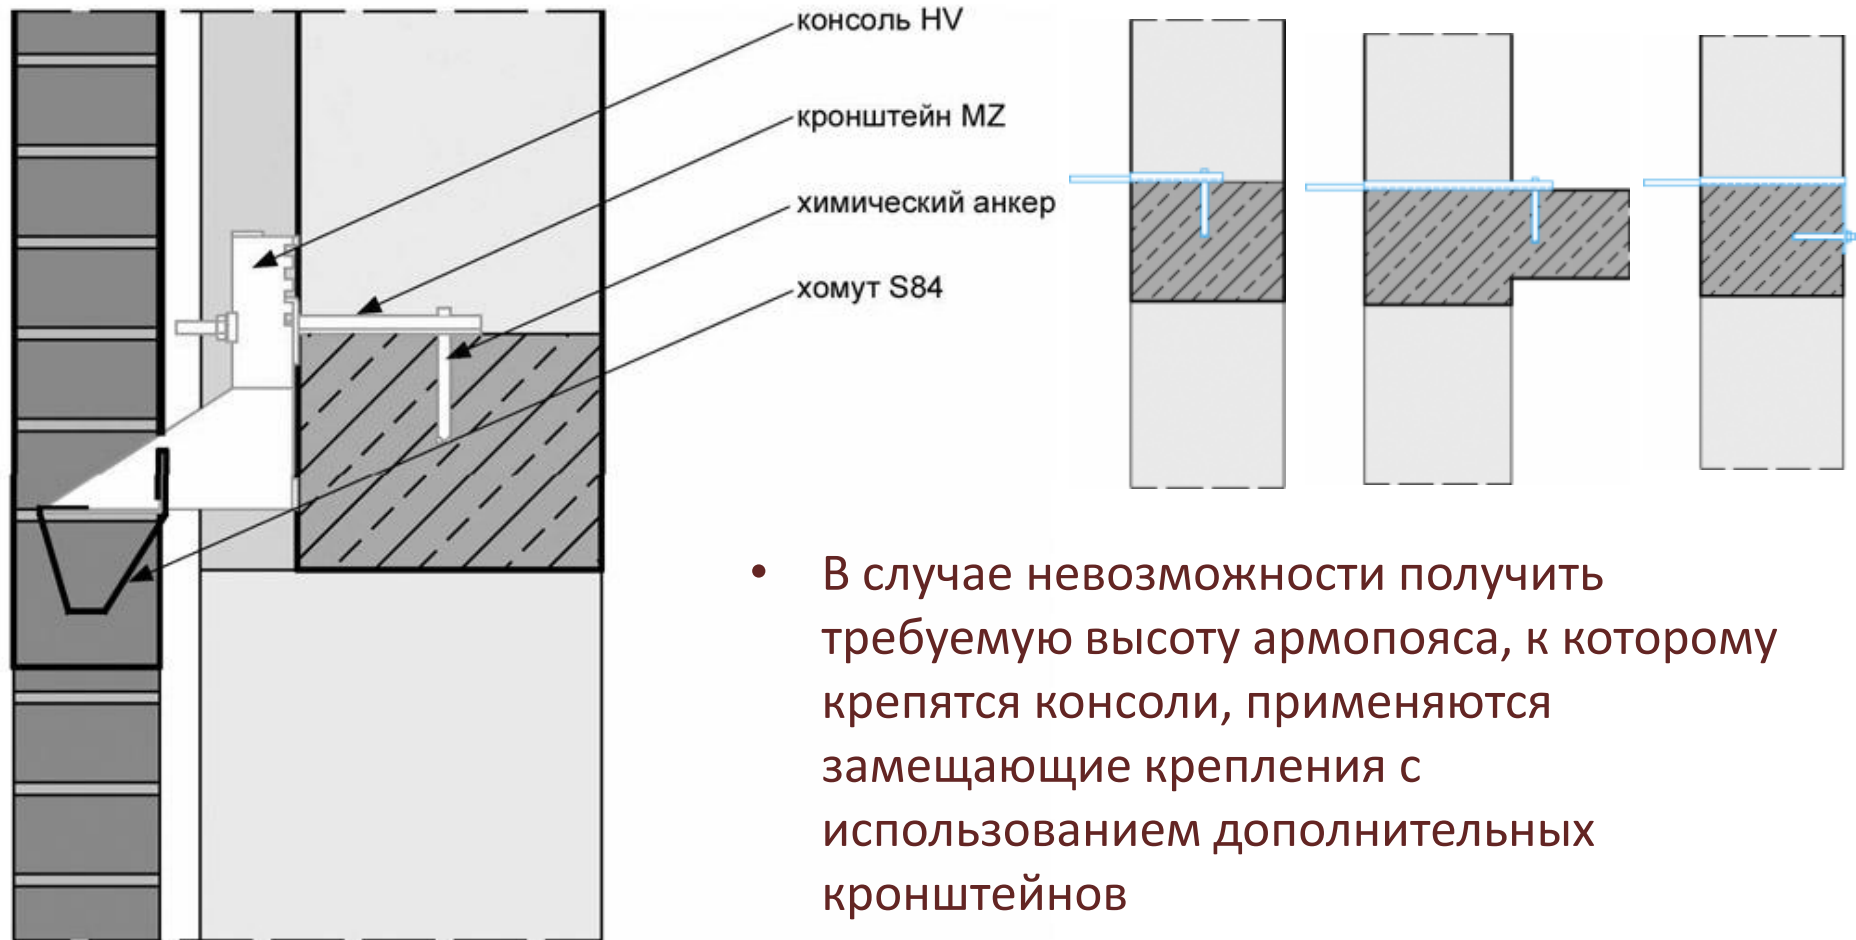 консоль HV
кронштейн MZ
химический анкер
хомут S84
• В случае невозможности получить
требуемую высоту армопояса, к которому
крепятся консоли, применяются
замещающие крепления с
использованием дополнительных
кронштейнов